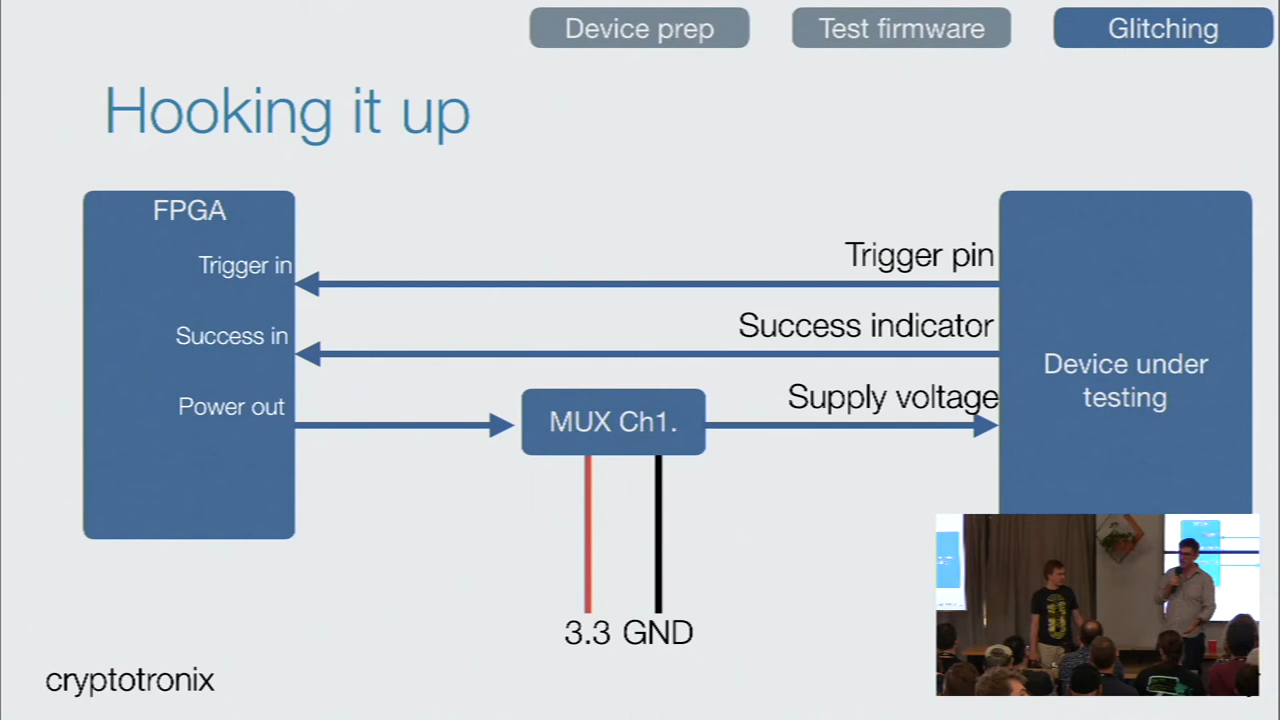 Device prep
Test firmware
Glitching
Hooking it up
FPGA
Trigger in
Trigger pin
Success in
Success indicator
Power out
MUX Ch1.
Supply voltage
Device under
testing
3.3 GND
cryptotronix